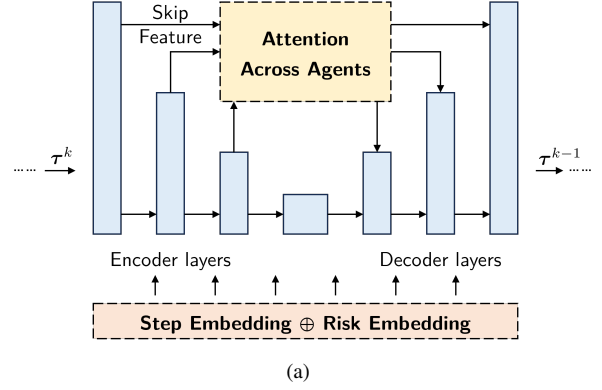 Skip
Feature
Attention
Across Agents
...... τ^k
τ^{k−1} ......
Encoder layers
Decoder layers
Step Embedding ⊕ Risk Embedding
(a)